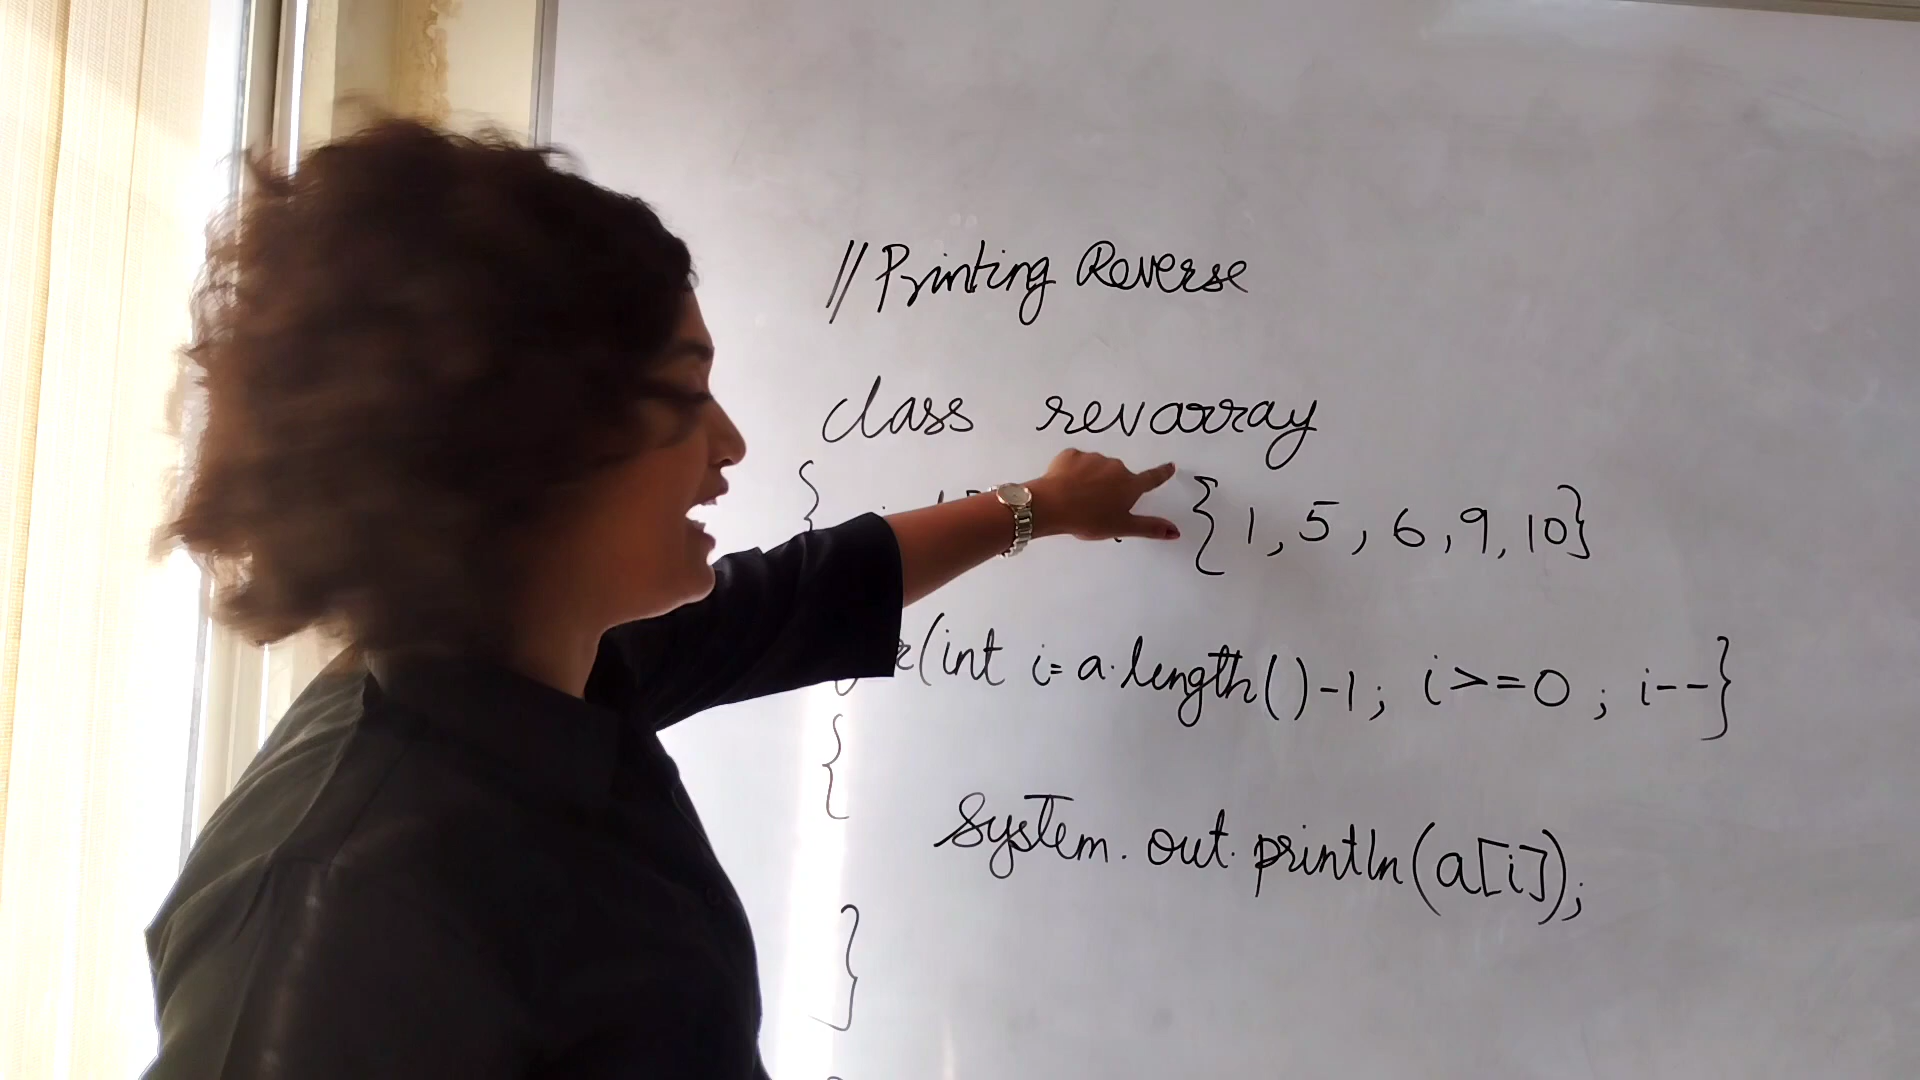 // Printing Reverse
class revarray
{ {1, 5, 6, 9, 10}
(int i= a.length()-1; i>=0 ; i--}
{
System.out.println(a[i]);
}